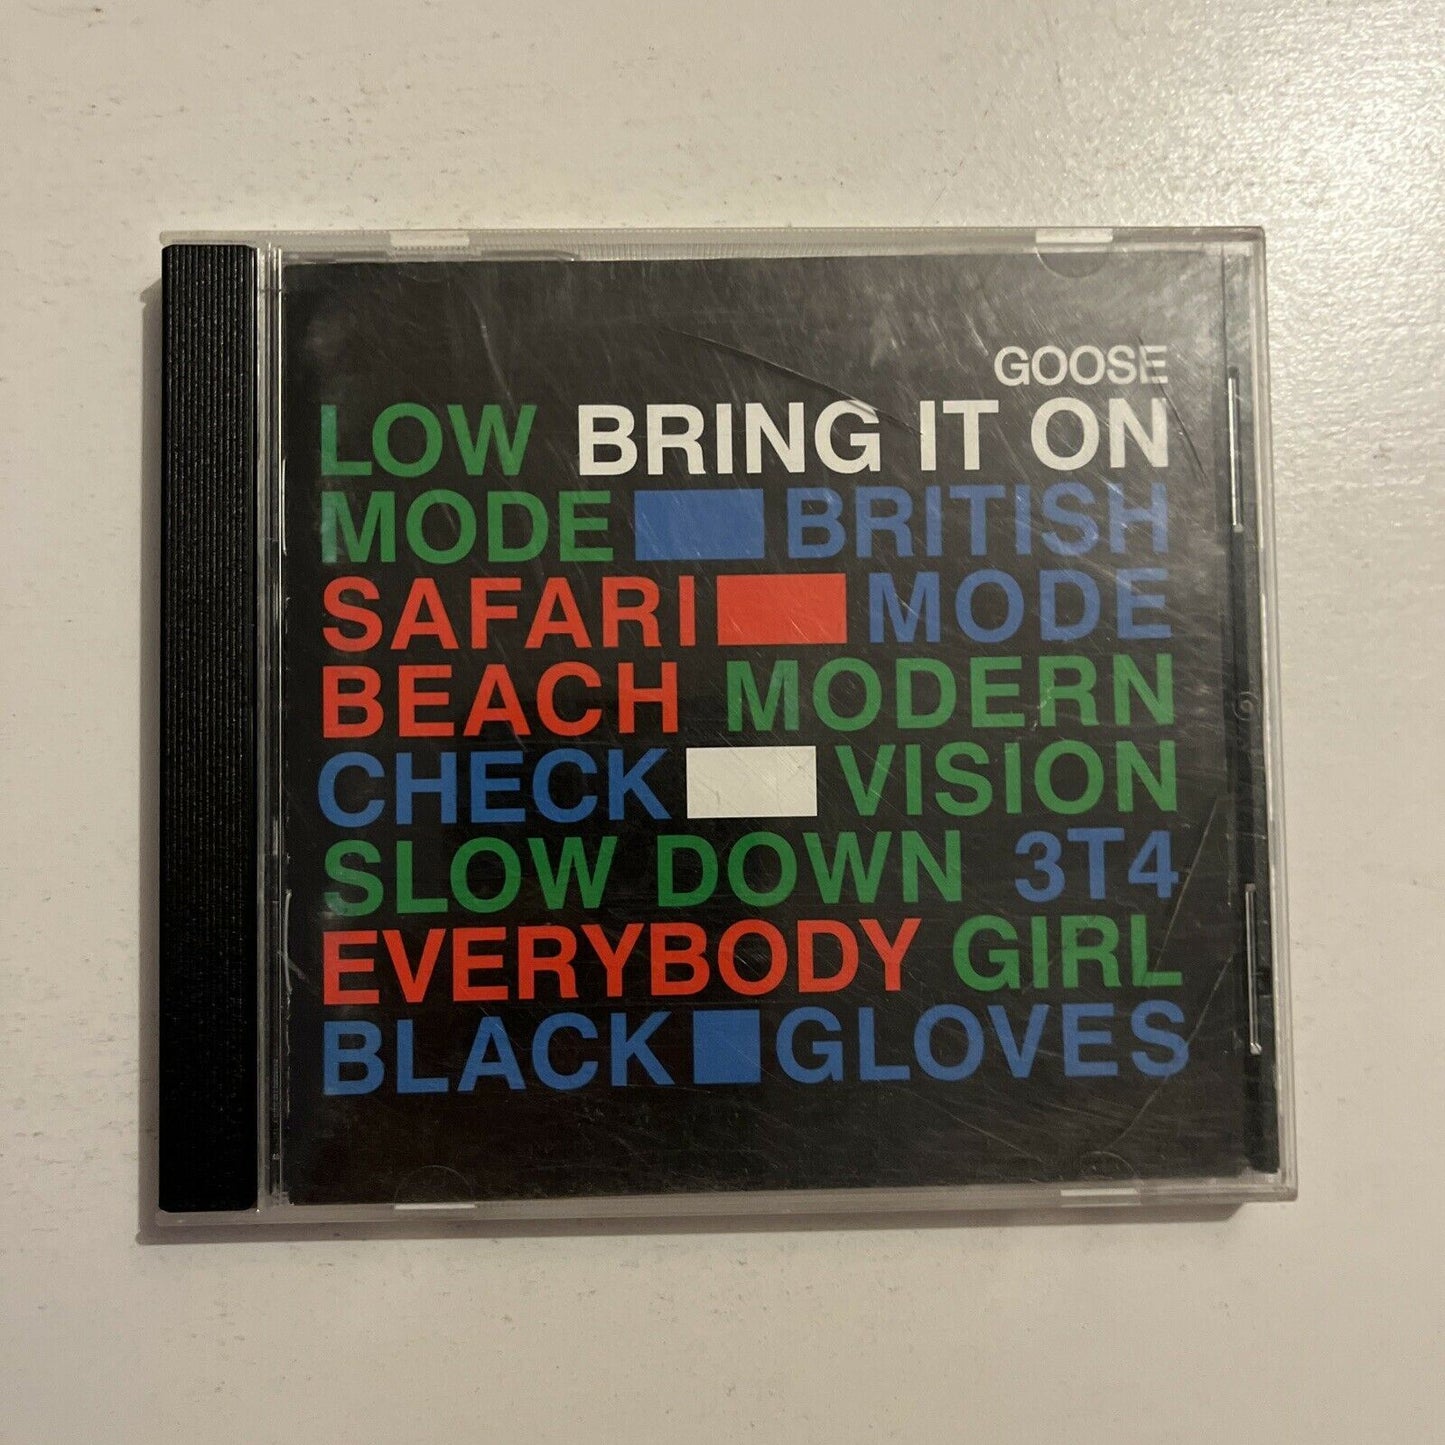 GOOSE
LOW BRING IT ON
MODE BRITISH
SAFARI MODE
BEACH MODERN
CHECK VISION
SLOW DOWN 3T4
EVERYBODY GIRL
BLACK GLOVES